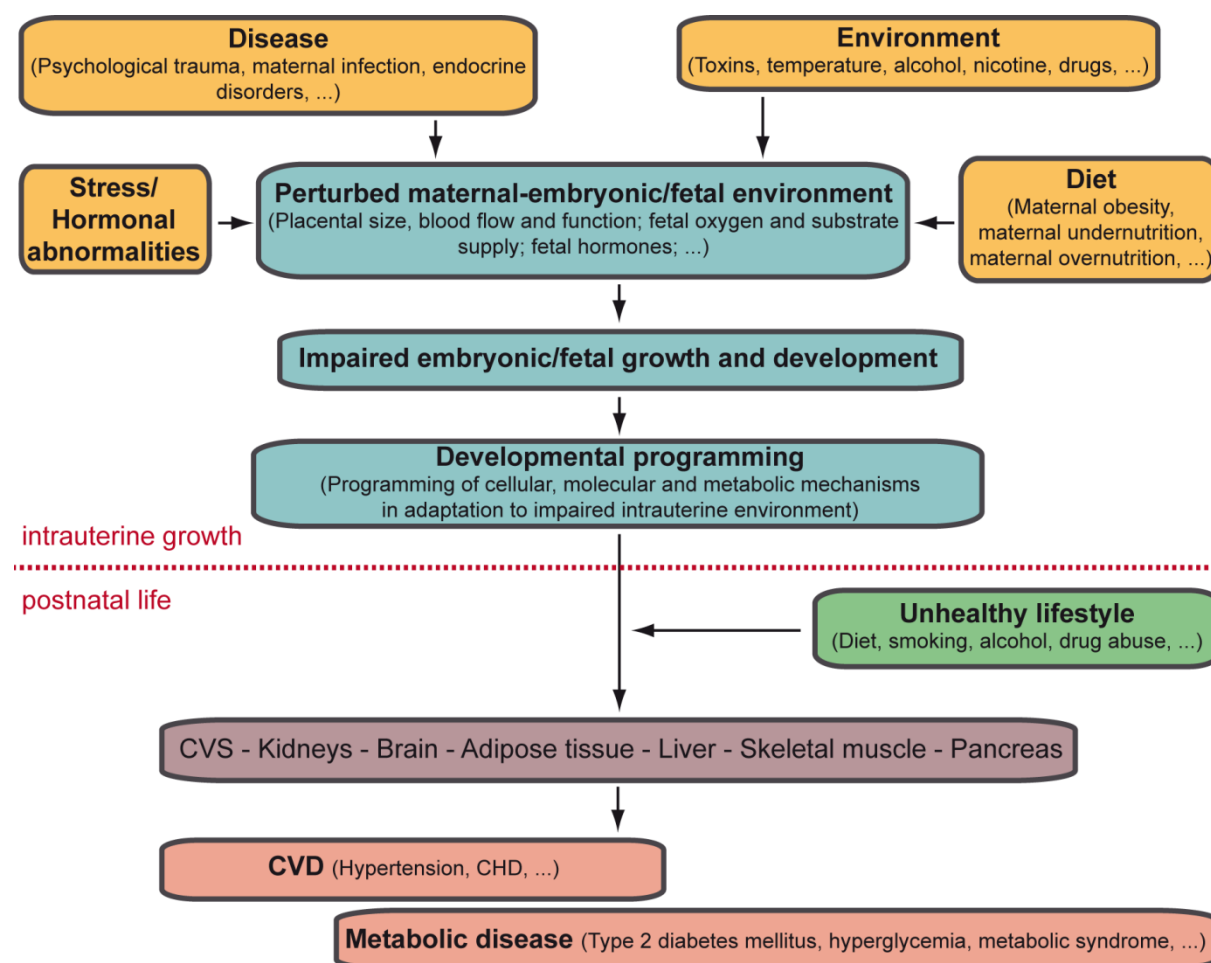 Disease
(Psychological trauma, maternal infection, endocrine
disorders, ...)
Environment
(Toxins, temperature, alcohol, nicotine, drugs, ...)
Stress/
Hormonal
abnormalities
Perturbed maternal-embryonic/fetal environment
(Placental size, blood flow and function; fetal oxygen and substrate
supply; fetal hormones; ...)
Diet
(Maternal obesity,
maternal undernutrition,
maternal overnutrition, ...)
Impaired embryonic/fetal growth and development
Developmental programming
(Programming of cellular, molecular and metabolic mechanisms
in adaptation to impaired intrauterine environment)
intrauterine growth
postnatal life
Unhealthy lifestyle
(Diet, smoking, alcohol, drug abuse, ...)
CVS - Kidneys - Brain - Adipose tissue - Liver - Skeletal muscle - Pancreas
CVD (Hypertension, CHD, ...)
Metabolic disease (Type 2 diabetes mellitus, hyperglycemia, metabolic syndrome, ...)